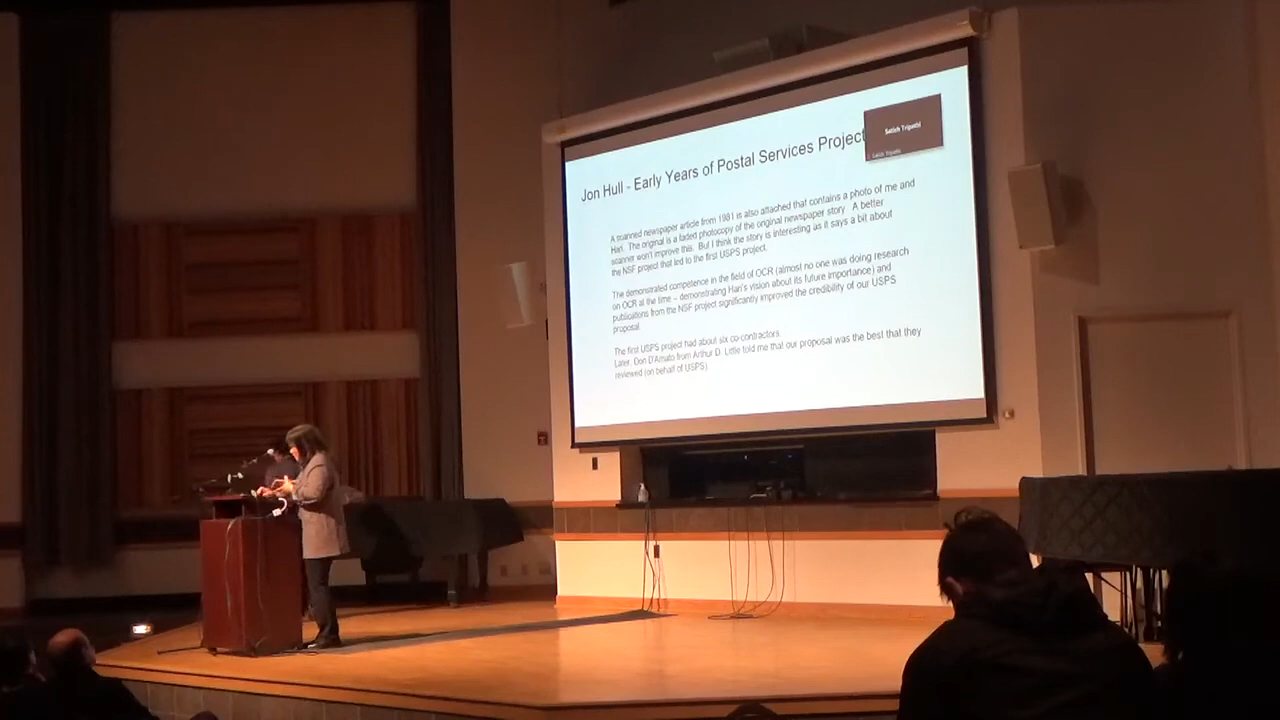 Jon Hull - Early Years of Postal Services Project
Satish Tripathi
Satish Tripathi
A scanned newspaper article from 1981 is also attached that contains a photo of me and
Hari. The original is a faded photocopy of the original newspaper story. A better
scanner won't improve this. But I think the story is interesting as it says a bit about
the NSF project that led to the first USPS project.
The demonstrated competence in the field of OCR (almost no one was doing research
on OCR at the time – demonstrating Hari's vision about its future importance) and
publications from the NSF project significantly improved the credibility of our USPS
proposal.
The first USPS project had about six co-contractors.
Later, Don D'Amato from Arthur D. Little told me that our proposal was the best that they
reviewed (on behalf of USPS).